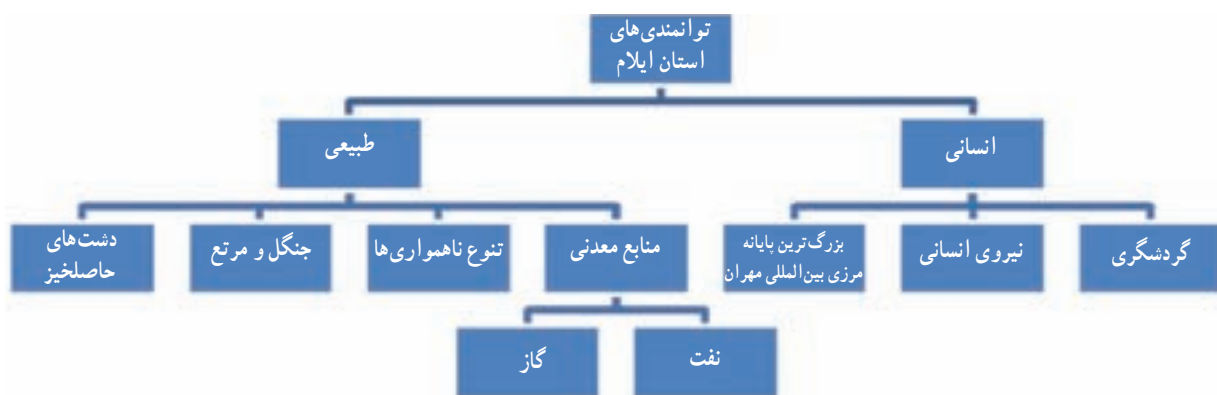 توانمندی‌های
استان ایلام
انسانی
طبیعی
گردشگری
نیروی انسانی
بزرگ‌ترین پایانه
مرزی بین‌المللی مهران
منابع معدنی
تنوع ناهمواری‌ها
جنگل و مرتع
دشت‌های
حاصلخیز
نفت
گاز